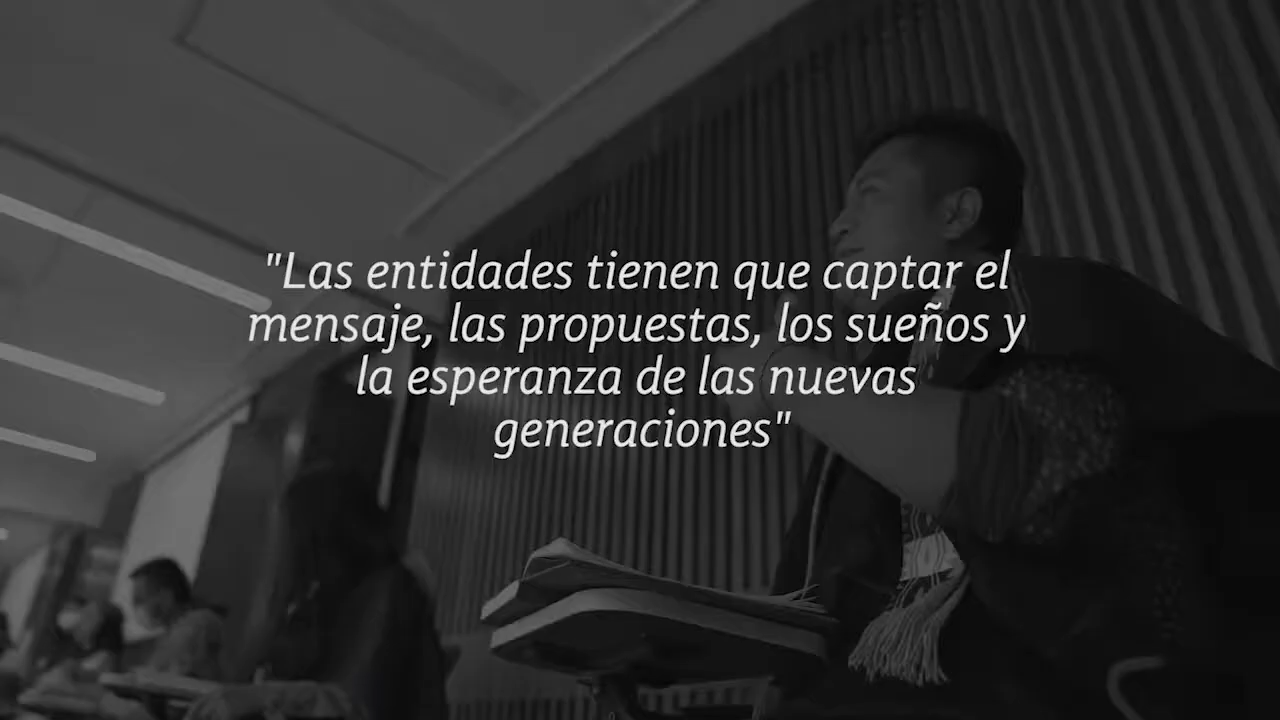 "Las entidades tienen que captar el
mensaje, las propuestas, los sueños y
la esperanza de las nuevas
generaciones"